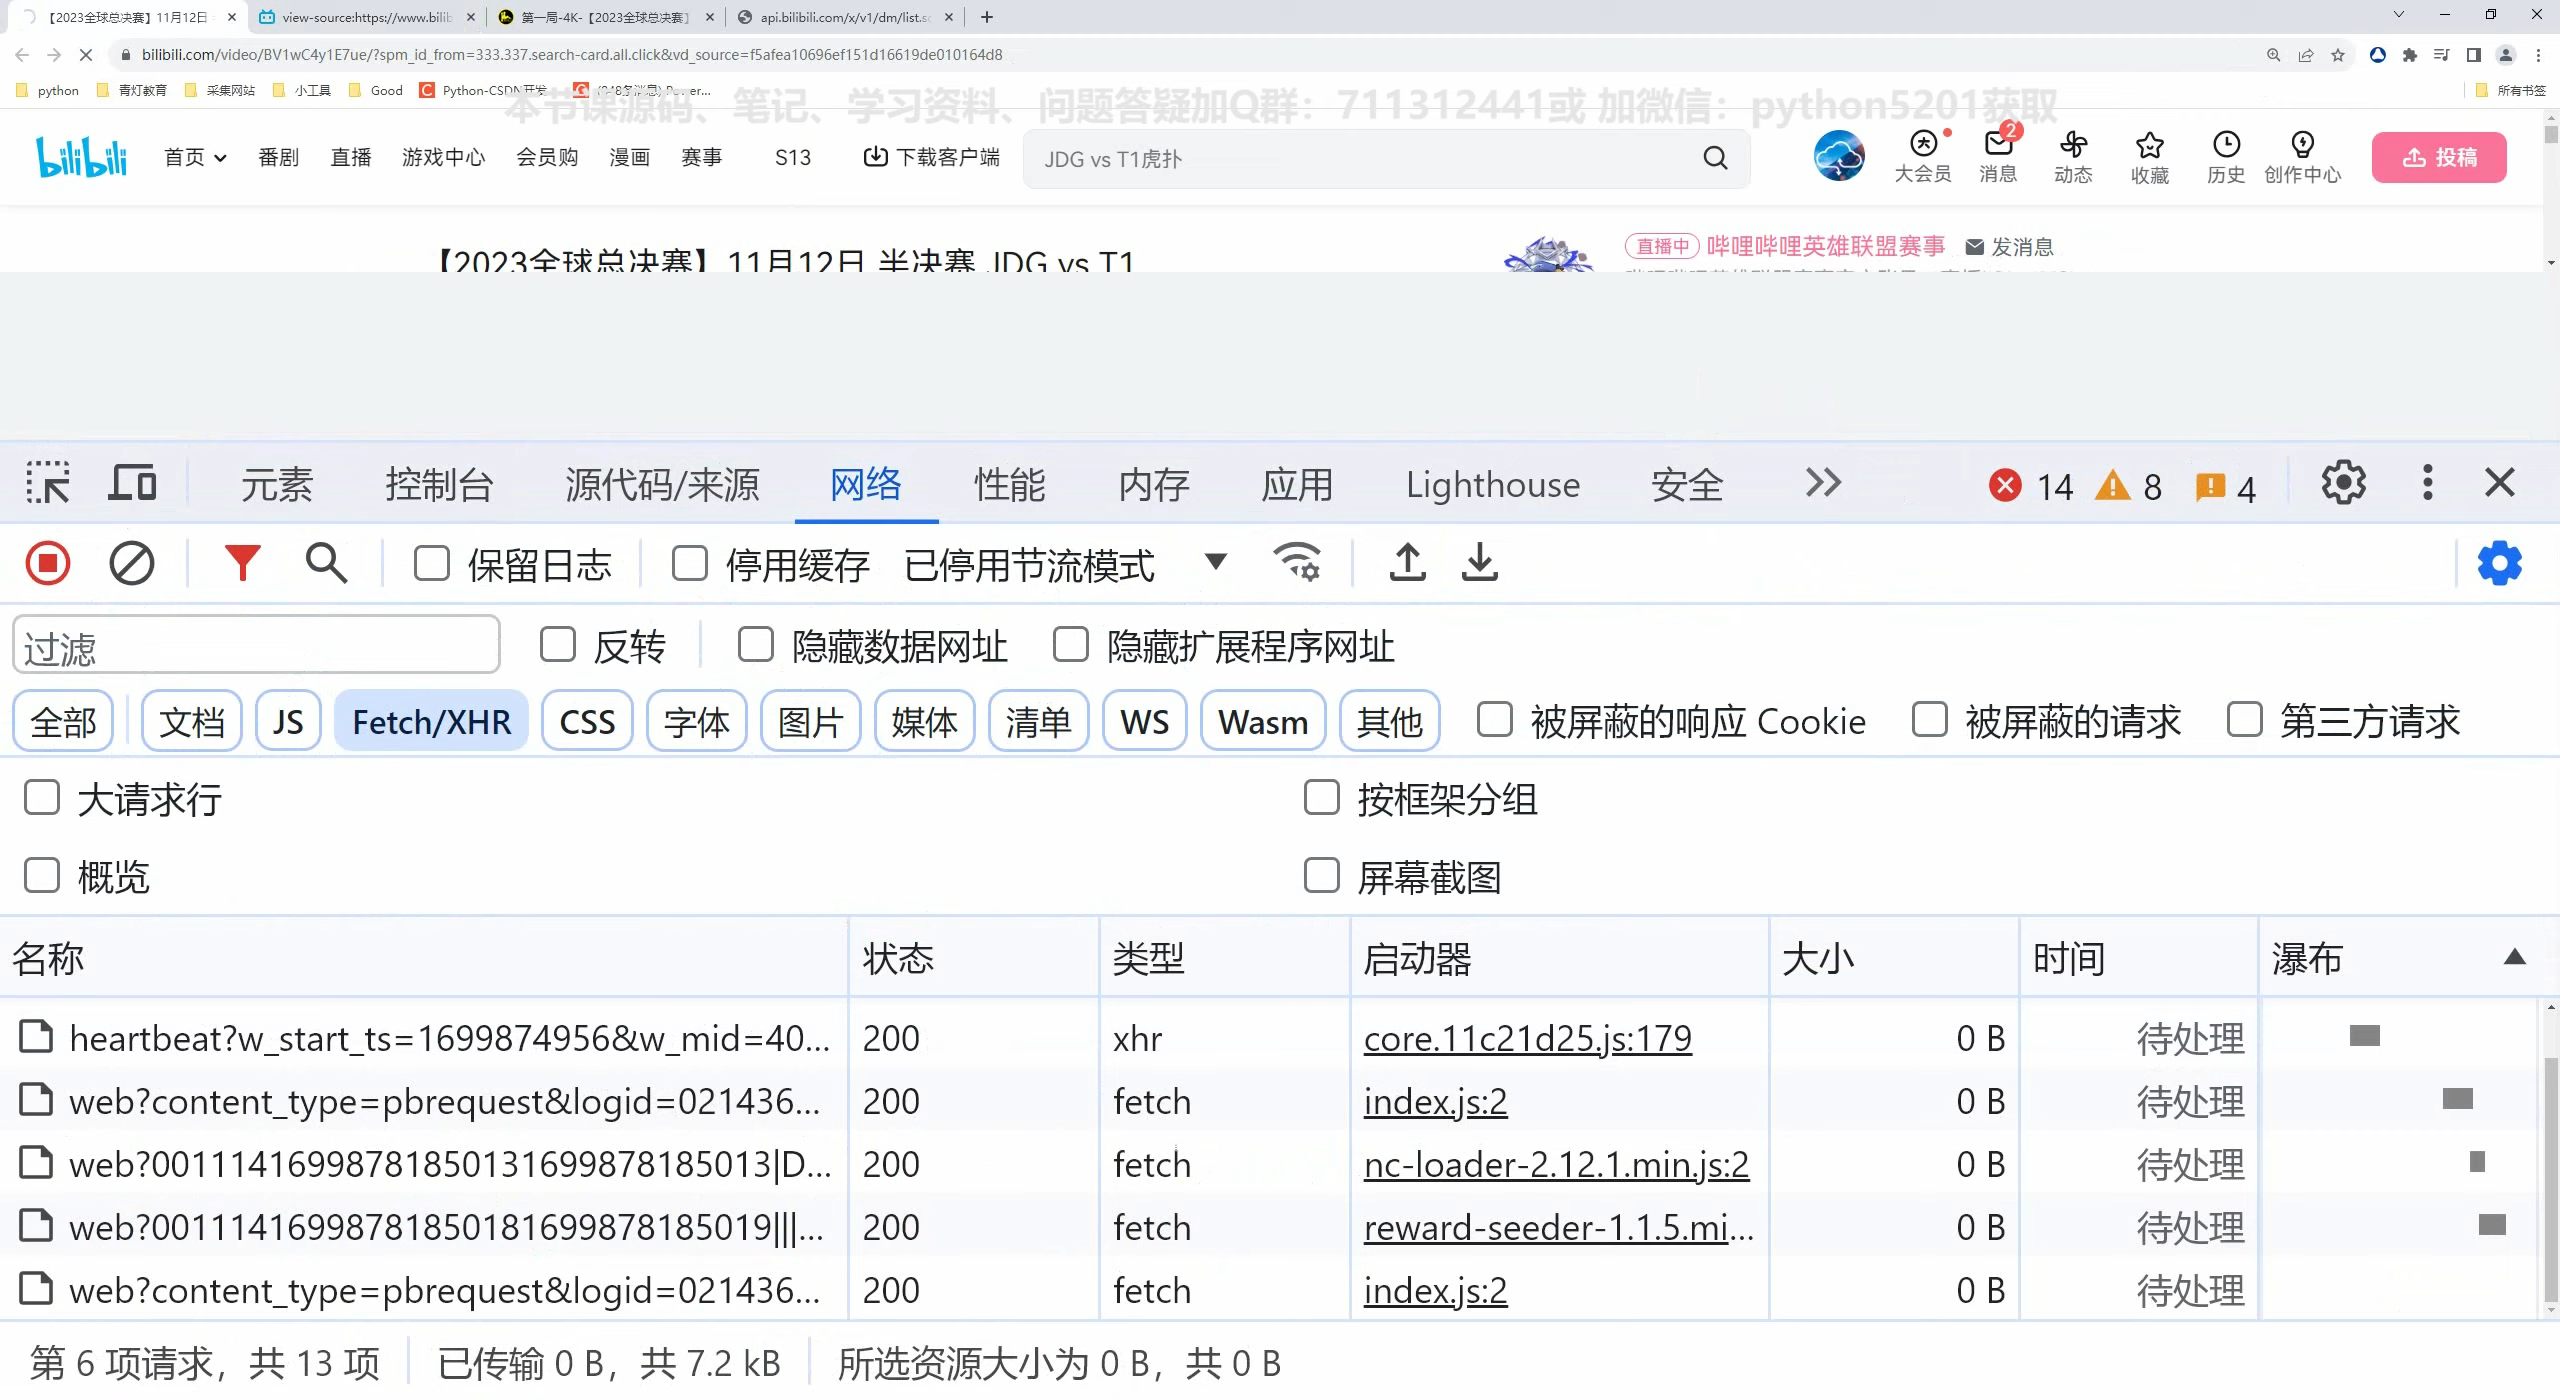 【2023全球总决赛】11月12日
view-source:https://www.bilib
第一局-4K-【2023全球总决赛】
api.bilibili.com/x/v1/dm/list.so
bilibili.com/video/BV1wC4y1E7ue/?spm_id_from=333.337.search-card.all.click&vd_source=f5afea10696ef151d16619de010164d8
python
青灯教育
采集网站
小工具
Good
Python-CSDN开发
所有书签
本节课源码、笔记、学习资料、问题答疑加Q群：711312441或 加微信：python5201获取
bilibili
首页
番剧
直播
游戏中心
会员购
漫画
赛事
S13
下载客户端
JDG vs T1虎扑
大会员
2
消息
动态
收藏
历史
创作中心
投稿
【2023全球总决赛】11月12日 半决赛 JDG vs T1
直播中 哔哩哔哩英雄联盟赛事 发消息
元素
控制台
源代码/来源
网络
性能
内存
应用
Lighthouse
安全
14
8
4
保留日志
停用缓存
已停用节流模式
过滤
反转
隐藏数据网址
隐藏扩展程序网址
全部
文档
JS
Fetch/XHR
CSS
字体
图片
媒体
清单
WS
Wasm
其他
被屏蔽的响应 Cookie
被屏蔽的请求
第三方请求
大请求行
按框架分组
概览
屏幕截图
名称 状态 类型 启动器 大小 时间 瀑布
heartbeat?w_start_ts=1699874956&w_mid=40... 200 xhr core.11c21d25.js:179 0 B 待处理
web?content_type=pbrequest&logid=021436... 200 fetch index.js:2 0 B 待处理
web?001114169987818501316998​78185013|D... 200 fetch nc-loader-2.12.1.min.js:2 0 B 待处理
web?00111416998781850181699878185019|||... 200 fetch reward-seeder-1.1.5.mi... 0 B 待处理
web?content_type=pbrequest&logid=021436... 200 fetch index.js:2 0 B 待处理
第 6 项请求，共 13 项
已传输 0 B，共 7.2 kB
所选资源大小为 0 B，共 0 B